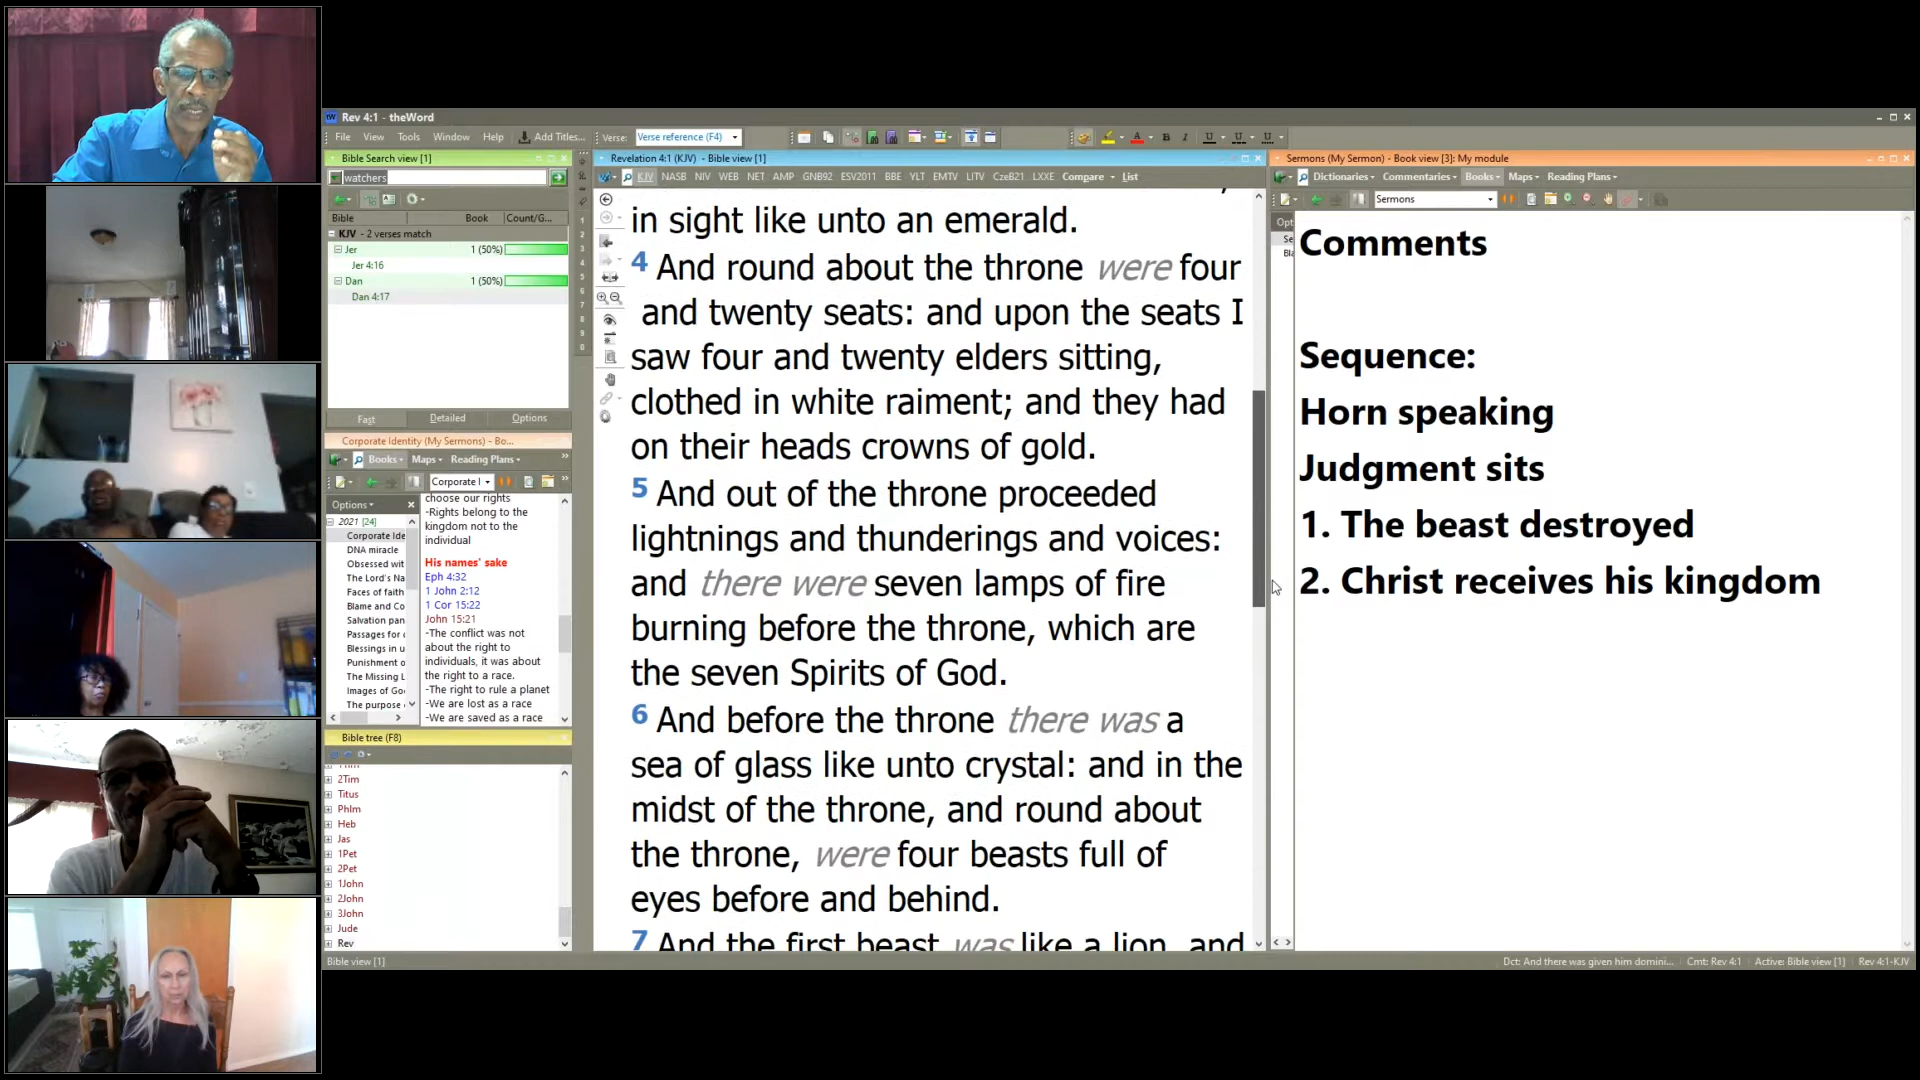 Rev 4:1 - theWord
File View Tools Window Help Add Titles...
Verse: Verse reference (F4)
Bible Search view [1]
watchers
Bible Book Count/G...
KJV - 2 verses match
Jer 1 (50%)
Jer 4:16
Dan 1 (50%)
Dan 4:17
Fast Detailed Options
Corporate Identity (My Sermons) - Bo...
Books Maps Reading Plans
Corporate I
Options
2021 [24]
Corporate Ide
DNA miracle
Obsessed wit
The Lord's Na
Faces of faith
Blame and Co
Salvation pan
Passages for
Blessings in u
Punishment o
The Missing L
Images of Go
The purpose
choose our rights
-Rights belong to the
kingdom not to the
individual
His names' sake
Eph 4:32
1 John 2:12
1 Cor 15:22
John 15:21
-The conflict was not
about the right to
individuals, it was about
the right to a race.
-The right to rule a planet
-We are lost as a race
-We are saved as a race
Bible tree (F8)
2Tim
Titus
Phlm
Heb
Jas
1Pet
2Pet
1John
2John
3John
Jude
Rev
Revelation 4:1 (KJV) - Bible view [1]
KJV NASB NIV WEB NET AMP GNB92 ESV2011 BBE YLT EMTV LITV CzeB21 LXXE Compare List
in sight like unto an emerald.
4 And round about the throne were four
and twenty seats: and upon the seats I
saw four and twenty elders sitting,
clothed in white raiment; and they had
on their heads crowns of gold.
5 And out of the throne proceeded
lightnings and thunderings and voices:
and there were seven lamps of fire
burning before the throne, which are
the seven Spirits of God.
6 And before the throne there was a
sea of glass like unto crystal: and in the
midst of the throne, and round about
the throne, were four beasts full of
eyes before and behind.
7 And the first beast was like a lion, and
Sermons (My Sermon) - Book view [3]: My module
Dictionaries Commentaries Books Maps Reading Plans
Sermons
Comments
Sequence:
Horn speaking
Judgment sits
1. The beast destroyed
2. Christ receives his kingdom
Bible view [1]
Dct: And there was given him domini... Cmt: Rev 4:1 Active: Bible view [1] Rev 4:1-KJV